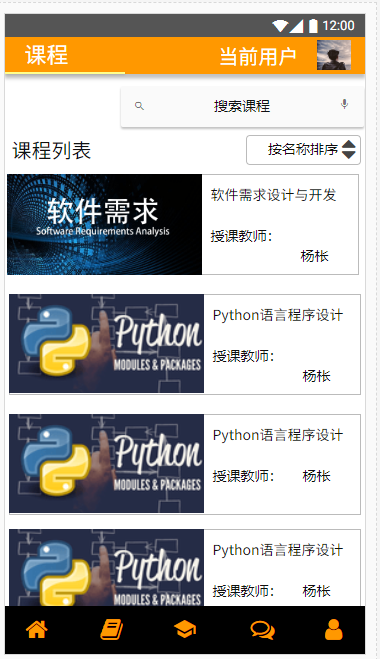 12:00
课程 当前用户
搜索课程
课程列表 按名称排序
软件需求
Software Requirements Analysis
软件需求设计与开发
授课教师：
杨枨
Python
MODULES & PACKAGES
Python语言程序设计
授课教师：
杨枨
Python
MODULES & PACKAGES
Python语言程序设计
授课教师： 杨枨
Python
MODULES & PACKAGES
Python语言程序设计
授课教师： 杨枨